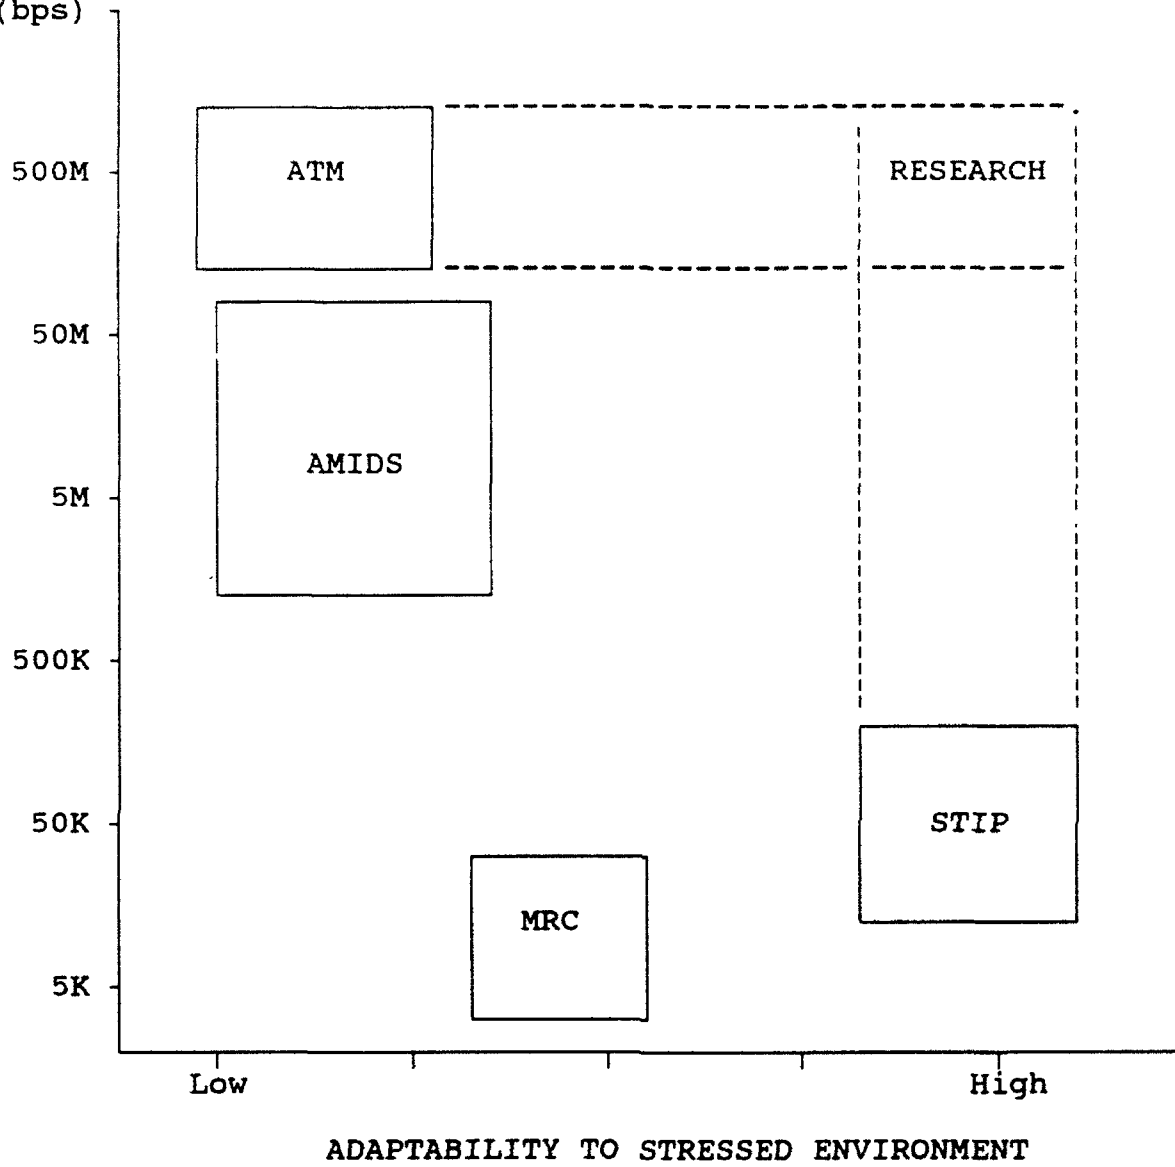 (bps)
500M ATM RESEARCH
50M
AMIDS
5M
500K
50K STIP
MRC
5K
Low High
ADAPTABILITY TO STRESSED ENVIRONMENT